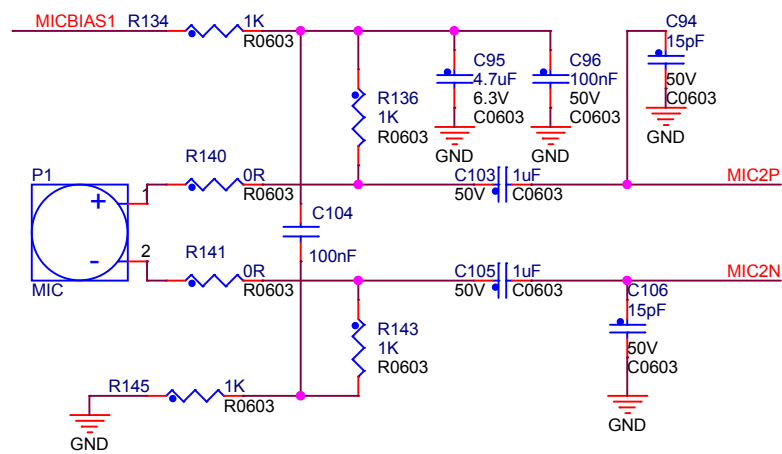 MICBIAS1
R134
1K
R0603
C94
15pF
50V
C0603
GND
C95
4.7uF
6.3V
C0603
GND
C96
100nF
50V
C0603
GND
R136
1K
R0603
P1
+
-
MIC
1
2
R140
0R
R0603
C103
1uF
50V
C0603
MIC2P
C104
100nF
R141
0R
R0603
C105
1uF
50V
C0603
MIC2N
C106
15pF
50V
C0603
GND
R143
1K
R0603
R145
1K
R0603
GND